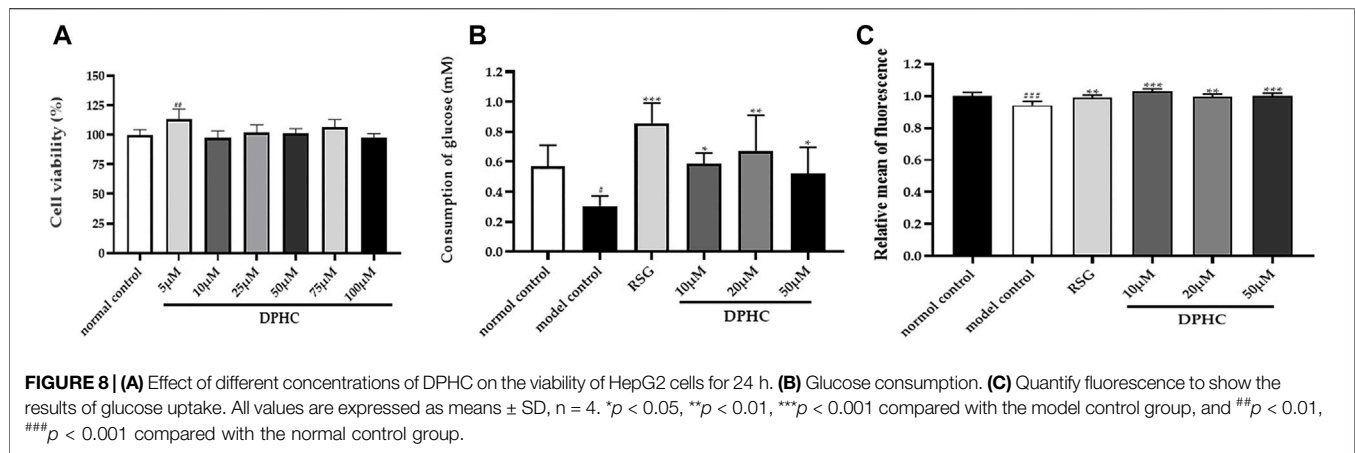 A
Cell viability (%)
150
125
100
75
50
25
0
##
normal control
5μM
10μM
25μM
50μM
75μM
100μM
DPHC
B
Consumption of glucose (mM)
1.2
1.0
0.8
0.6
0.4
0.2
0.0
#
***
*
**
*
normol control
model control
RSG
10μM
20μM
50μM
DPHC
C
Relative mean of fluorescence
1.2
1.0
0.8
0.6
0.4
0.2
0.0
###
**
***
**
***
normol control
model control
RSG
10μM
20μM
50μM
DPHC
FIGURE 8 | (A) Effect of different concentrations of DPHC on the viability of HepG2 cells for 24 h. (B) Glucose consumption. (C) Quantify fluorescence to show the
results of glucose uptake. All values are expressed as means ± SD, n = 4. *p < 0.05, **p < 0.01, ***p < 0.001 compared with the model control group, and ##p < 0.01,
###p < 0.001 compared with the normal control group.